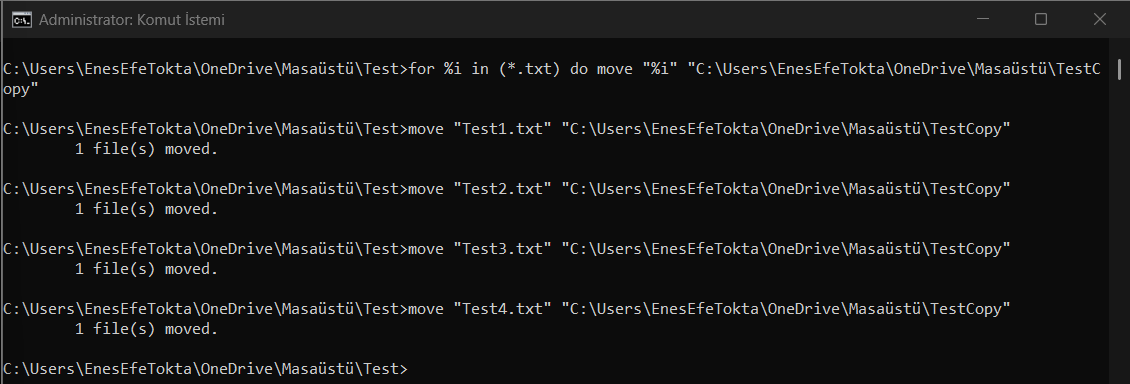 Administrator: Komut İstemi
C:\Users\EnesEfeTokta\OneDrive\Masaüstü\Test>for %i in (*.txt) do move "%i" "C:\Users\EnesEfeTokta\OneDrive\Masaüstü\TestC
opy"
C:\Users\EnesEfeTokta\OneDrive\Masaüstü\Test>move "Test1.txt" "C:\Users\EnesEfeTokta\OneDrive\Masaüstü\TestCopy"
        1 file(s) moved.
C:\Users\EnesEfeTokta\OneDrive\Masaüstü\Test>move "Test2.txt" "C:\Users\EnesEfeTokta\OneDrive\Masaüstü\TestCopy"
        1 file(s) moved.
C:\Users\EnesEfeTokta\OneDrive\Masaüstü\Test>move "Test3.txt" "C:\Users\EnesEfeTokta\OneDrive\Masaüstü\TestCopy"
        1 file(s) moved.
C:\Users\EnesEfeTokta\OneDrive\Masaüstü\Test>move "Test4.txt" "C:\Users\EnesEfeTokta\OneDrive\Masaüstü\TestCopy"
        1 file(s) moved.
C:\Users\EnesEfeTokta\OneDrive\Masaüstü\Test>